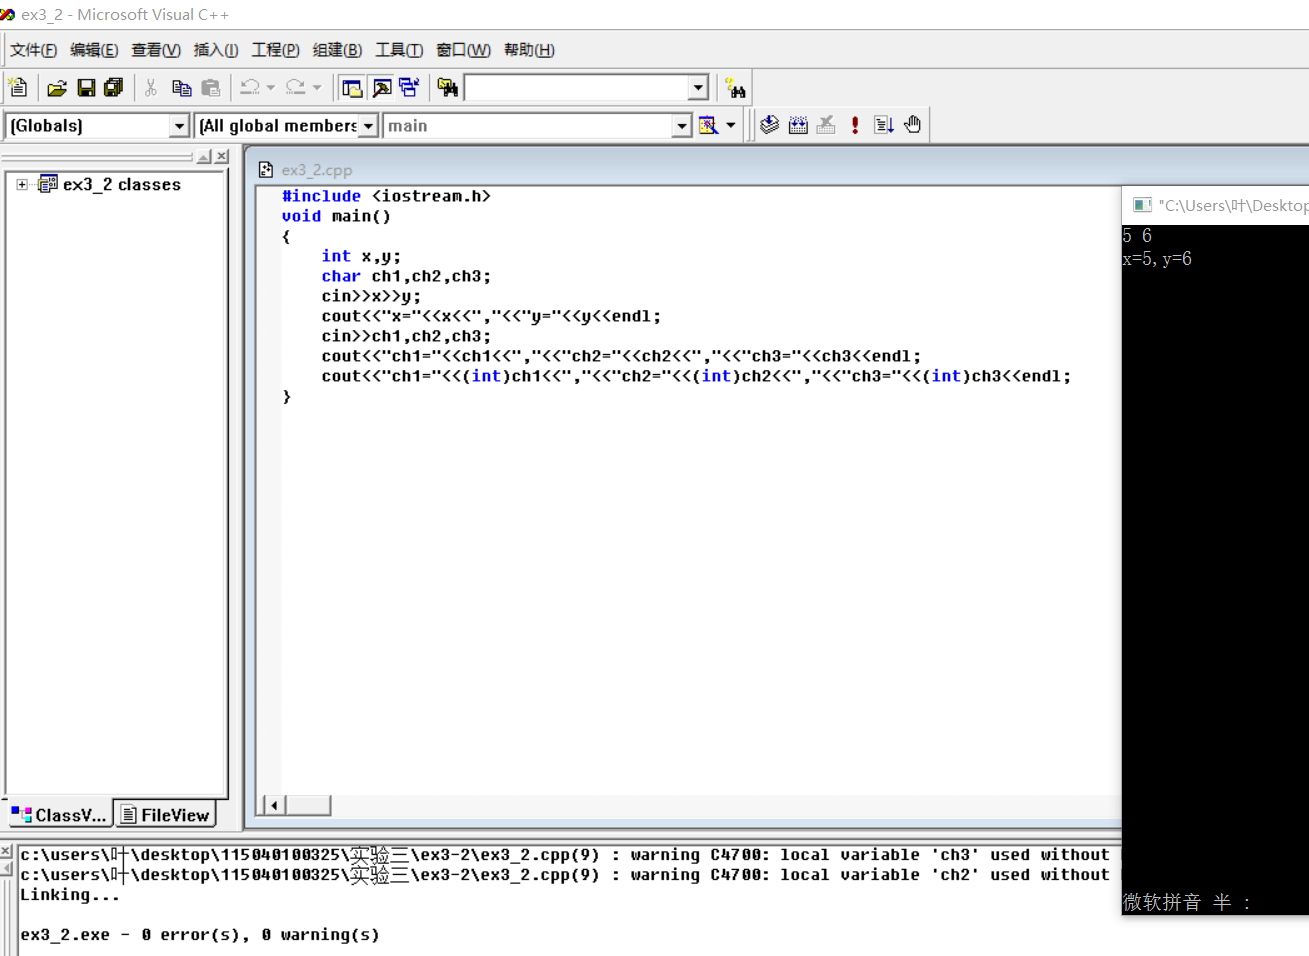 ex3_2 - Microsoft Visual C++
文件(F) 编辑(E) 查看(V) 插入(I) 工程(P) 组建(B) 工具(T) 窗口(W) 帮助(H)
(Globals) (All global members main
ex3_2 classes
ex3_2.cpp
#include <iostream.h>
void main()
{
    int x,y;
    char ch1,ch2,ch3;
    cin>>x>>y;
    cout<<"x="<<x<<","<<"y="<<y<<endl;
    cin>>ch1,ch2,ch3;
    cout<<"ch1="<<ch1<<","<<"ch2="<<ch2<<","<<"ch3="<<ch3<<endl;
    cout<<"ch1="<<(int)ch1<<","<<"ch2="<<(int)ch2<<","<<"ch3="<<(int)ch3<<endl;
}
"C:\Users\叶\Desktop
5 6
x=5,y=6
微软拼音 半 :
ClassV... FileView
c:\users\叶\desktop\115040100325\实验三\ex3-2\ex3_2.cpp(9) : warning C4700: local variable 'ch3' used without
c:\users\叶\desktop\115040100325\实验三\ex3-2\ex3_2.cpp(9) : warning C4700: local variable 'ch2' used without
Linking...
ex3_2.exe - 0 error(s), 0 warning(s)